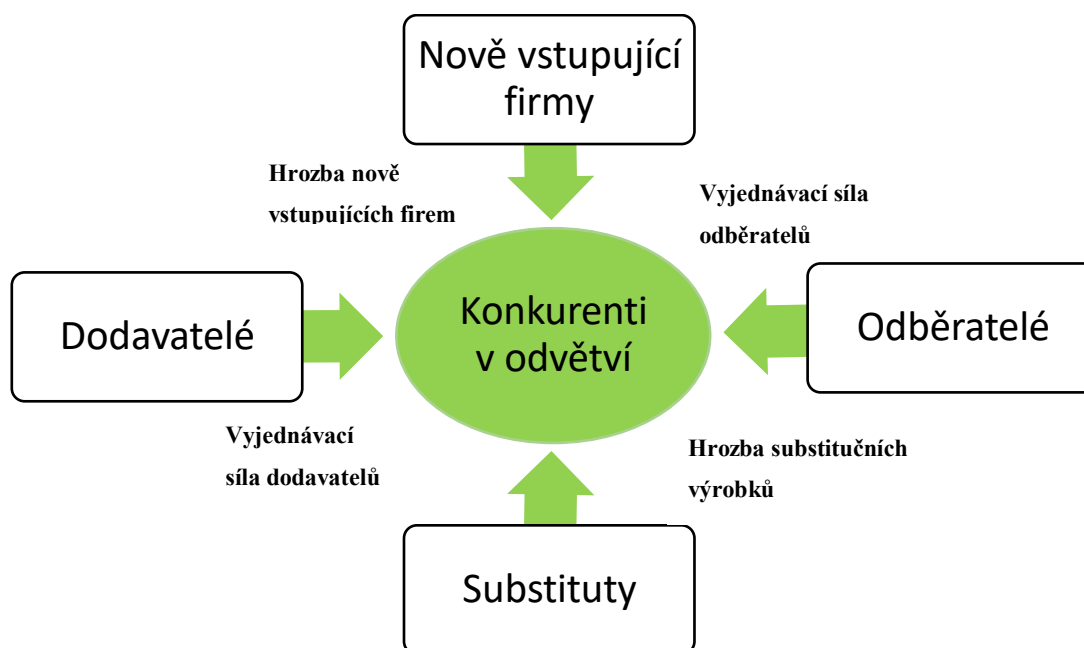 Nově vstupující
firmy
Hrozba nově
vstupujících firem
Vyjednávací síla
odběratelů
Dodavatelé
Konkurenti
v odvětví
Odběratelé
Vyjednávací
síla dodavatelů
Hrozba substitučních
výrobků
Substituty